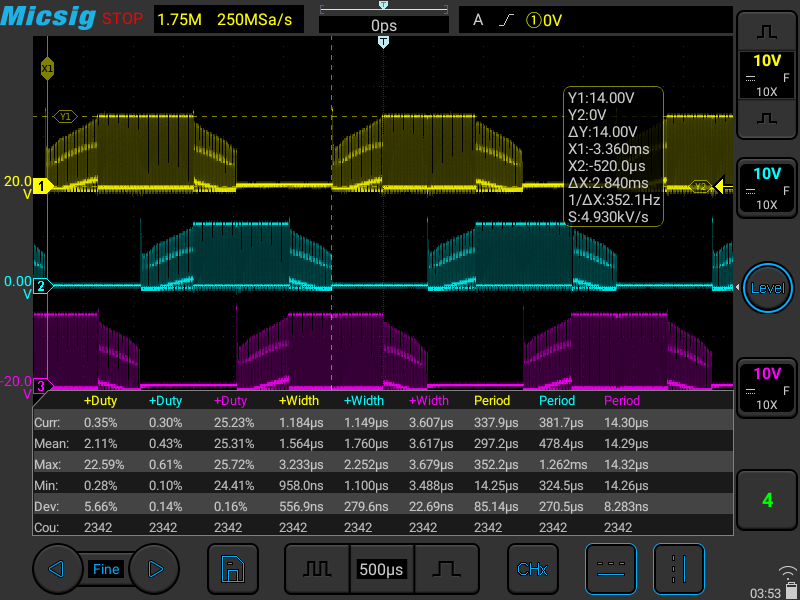 Micsig STOP 1.75M 250MSa/s 0ps A ①0V
T
X1
Y1
Y1:14.00V
Y2:0V
ΔY:14.00V
X1:-3.360ms
X2:-520.0μs
ΔX:2.840ms
1/ΔX:352.1Hz
S:4.930kV/s
Y2
20.0
V
1
0.00
V
2
-20.0
V
3
10V
F
10X
10V
F
10X
Level
10V
F
10X
4
+Duty +Duty +Duty +Width +Width +Width Period Period Period
Curr: 0.35% 0.30% 25.23% 1.184μs 1.149μs 3.607μs 337.9μs 381.7μs 14.30μs
Mean: 2.11% 0.43% 25.31% 1.564μs 1.760μs 3.617μs 297.2μs 478.4μs 14.29μs
Max: 22.59% 0.61% 25.72% 3.233μs 2.252μs 3.679μs 352.2μs 1.262ms 14.32μs
Min: 0.28% 0.10% 24.41% 958.0ns 1.100μs 3.488μs 14.25μs 324.5μs 14.26μs
Dev: 5.66% 0.14% 0.16% 556.9ns 279.6ns 22.69ns 85.14μs 270.5μs 8.283ns
Cou: 2342 2342 2342 2342 2342 2342 2342 2342 2342
Fine 500μs CHx
03:53